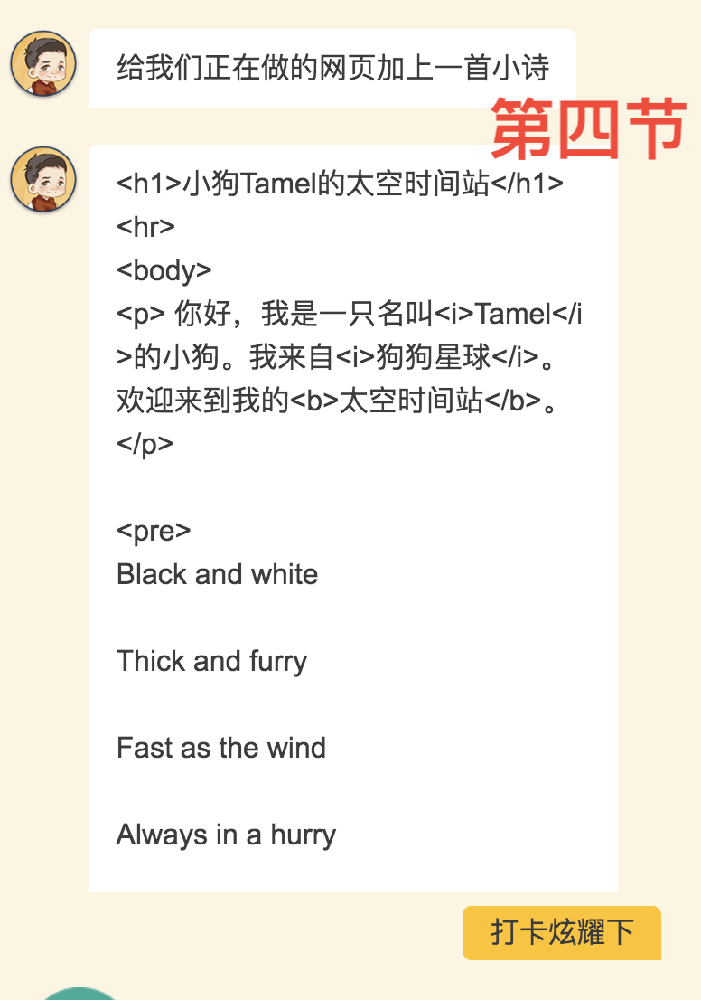 给我们正在做的网页加上一首小诗
第四节
<h1>小狗Tamel的太空时间站</h1>
<hr>
<body>
<p> 你好，我是一只名叫<i>Tamel</i
>的小狗。我来自<i>狗狗星球</i>。
欢迎来到我的<b>太空时间站</b>。
</p>
<pre>
Black and white
Thick and furry
Fast as the wind
Always in a hurry
打卡炫耀下